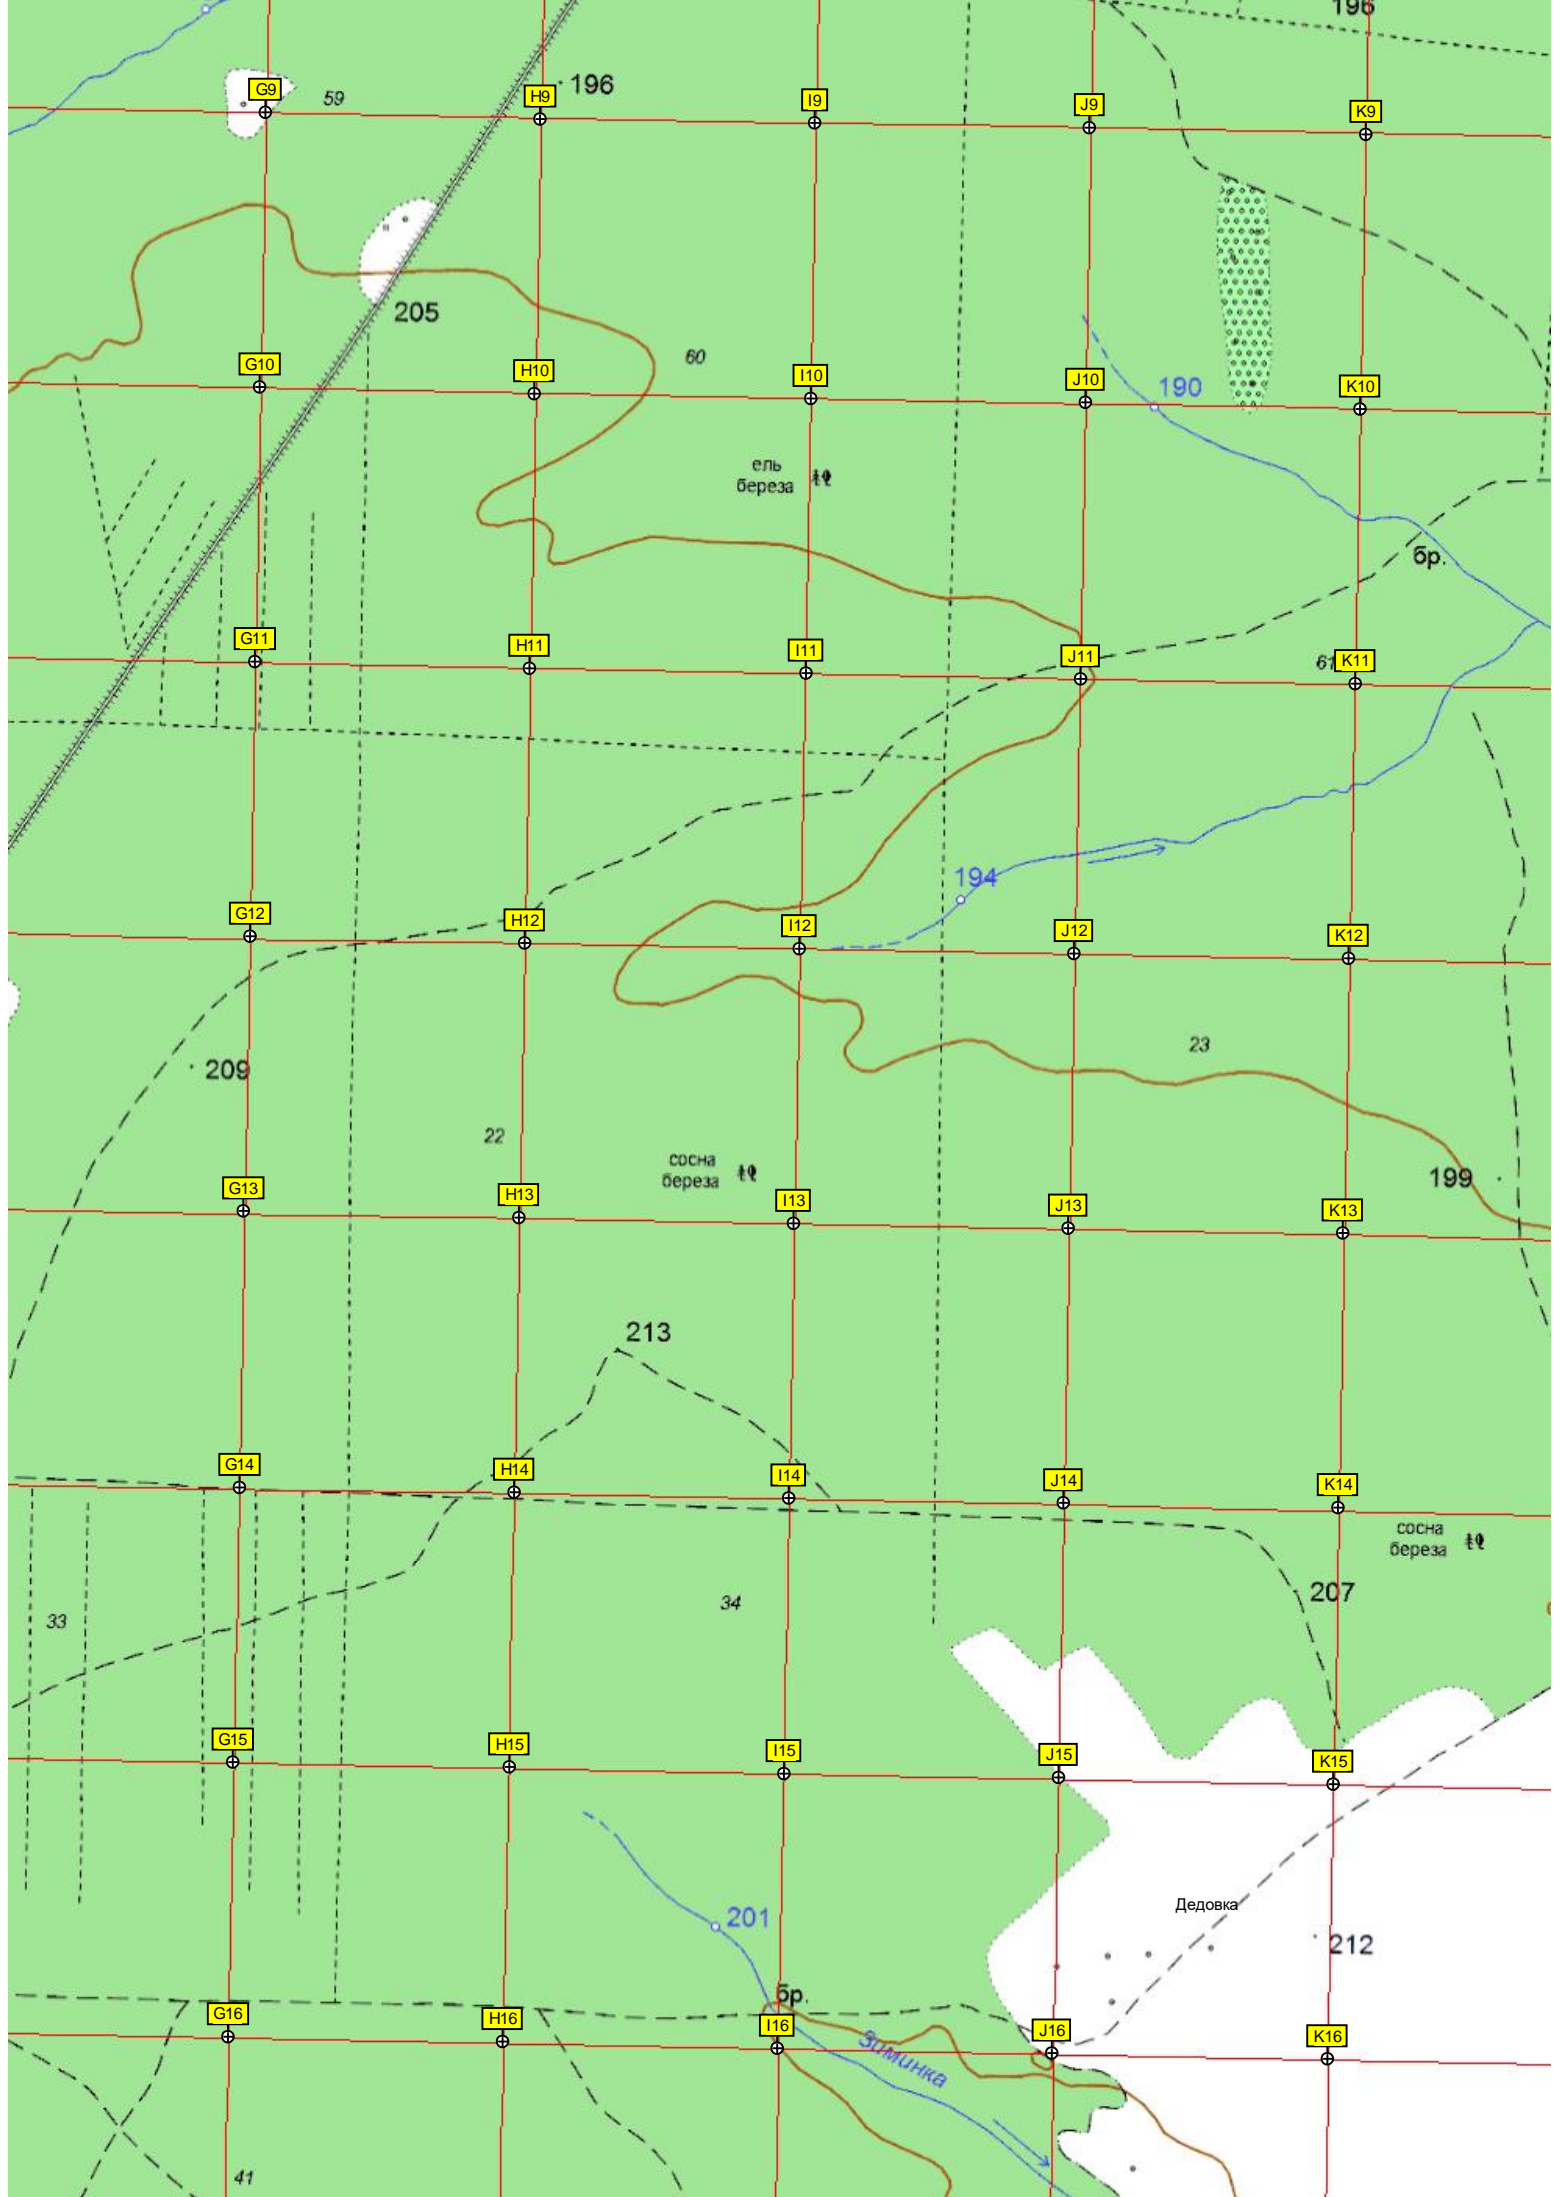 196
G9
59
H9
196
I9
J9
K9
205
G10
H10
60
I10
J10
190
K10
ель
береза
бр.
G11
H11
I11
J11
61
K11
194
G12
H12
I12
J12
K12
23
209
22
сосна
береза
199
G13
H13
I13
J13
K13
213
G14
H14
I14
J14
K14
сосна
береза
207
33
34
G15
H15
I15
J15
K15
Дедовка
201
212
бр.
G16
H16
I16
J16
K16
Зиминка
41